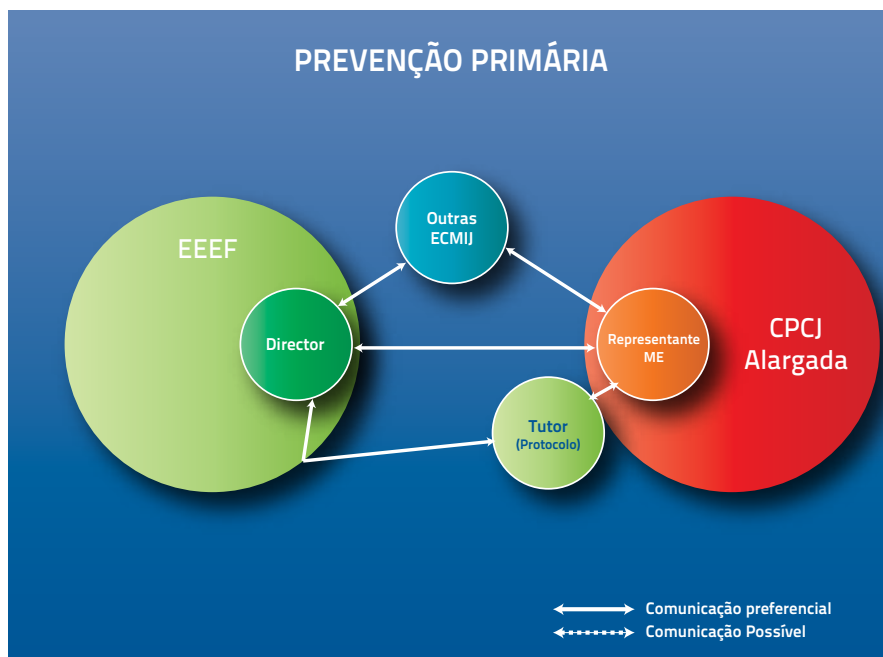 PREVENÇÃO PRIMÁRIA
Outras
ECMIJ
EEEF
Director
Representante
ME
CPCJ
Alargada
Tutor
(Protocolo)
Comunicação preferencial
Comunicação Possível